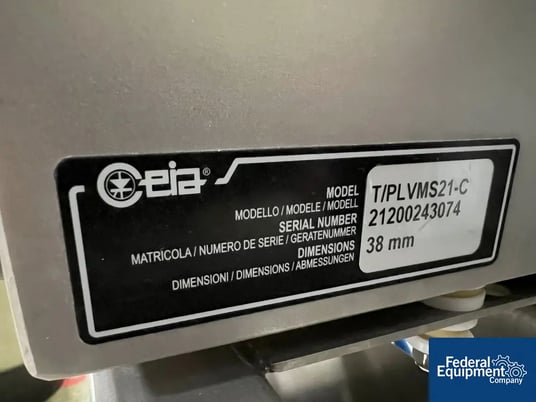 Ceia®
MODEL T/PLVMS21-C
MODELLO / MODELE / MODELL
SERIAL NUMBER 21200243074
MATRICOLA / NUMERO DE SERIE / GERATENUMMER
DIMENSIONS 38 mm
DIMENSIONI / DIMENSIONS / ABMESSUNGEN
Federal
Equipment
Company